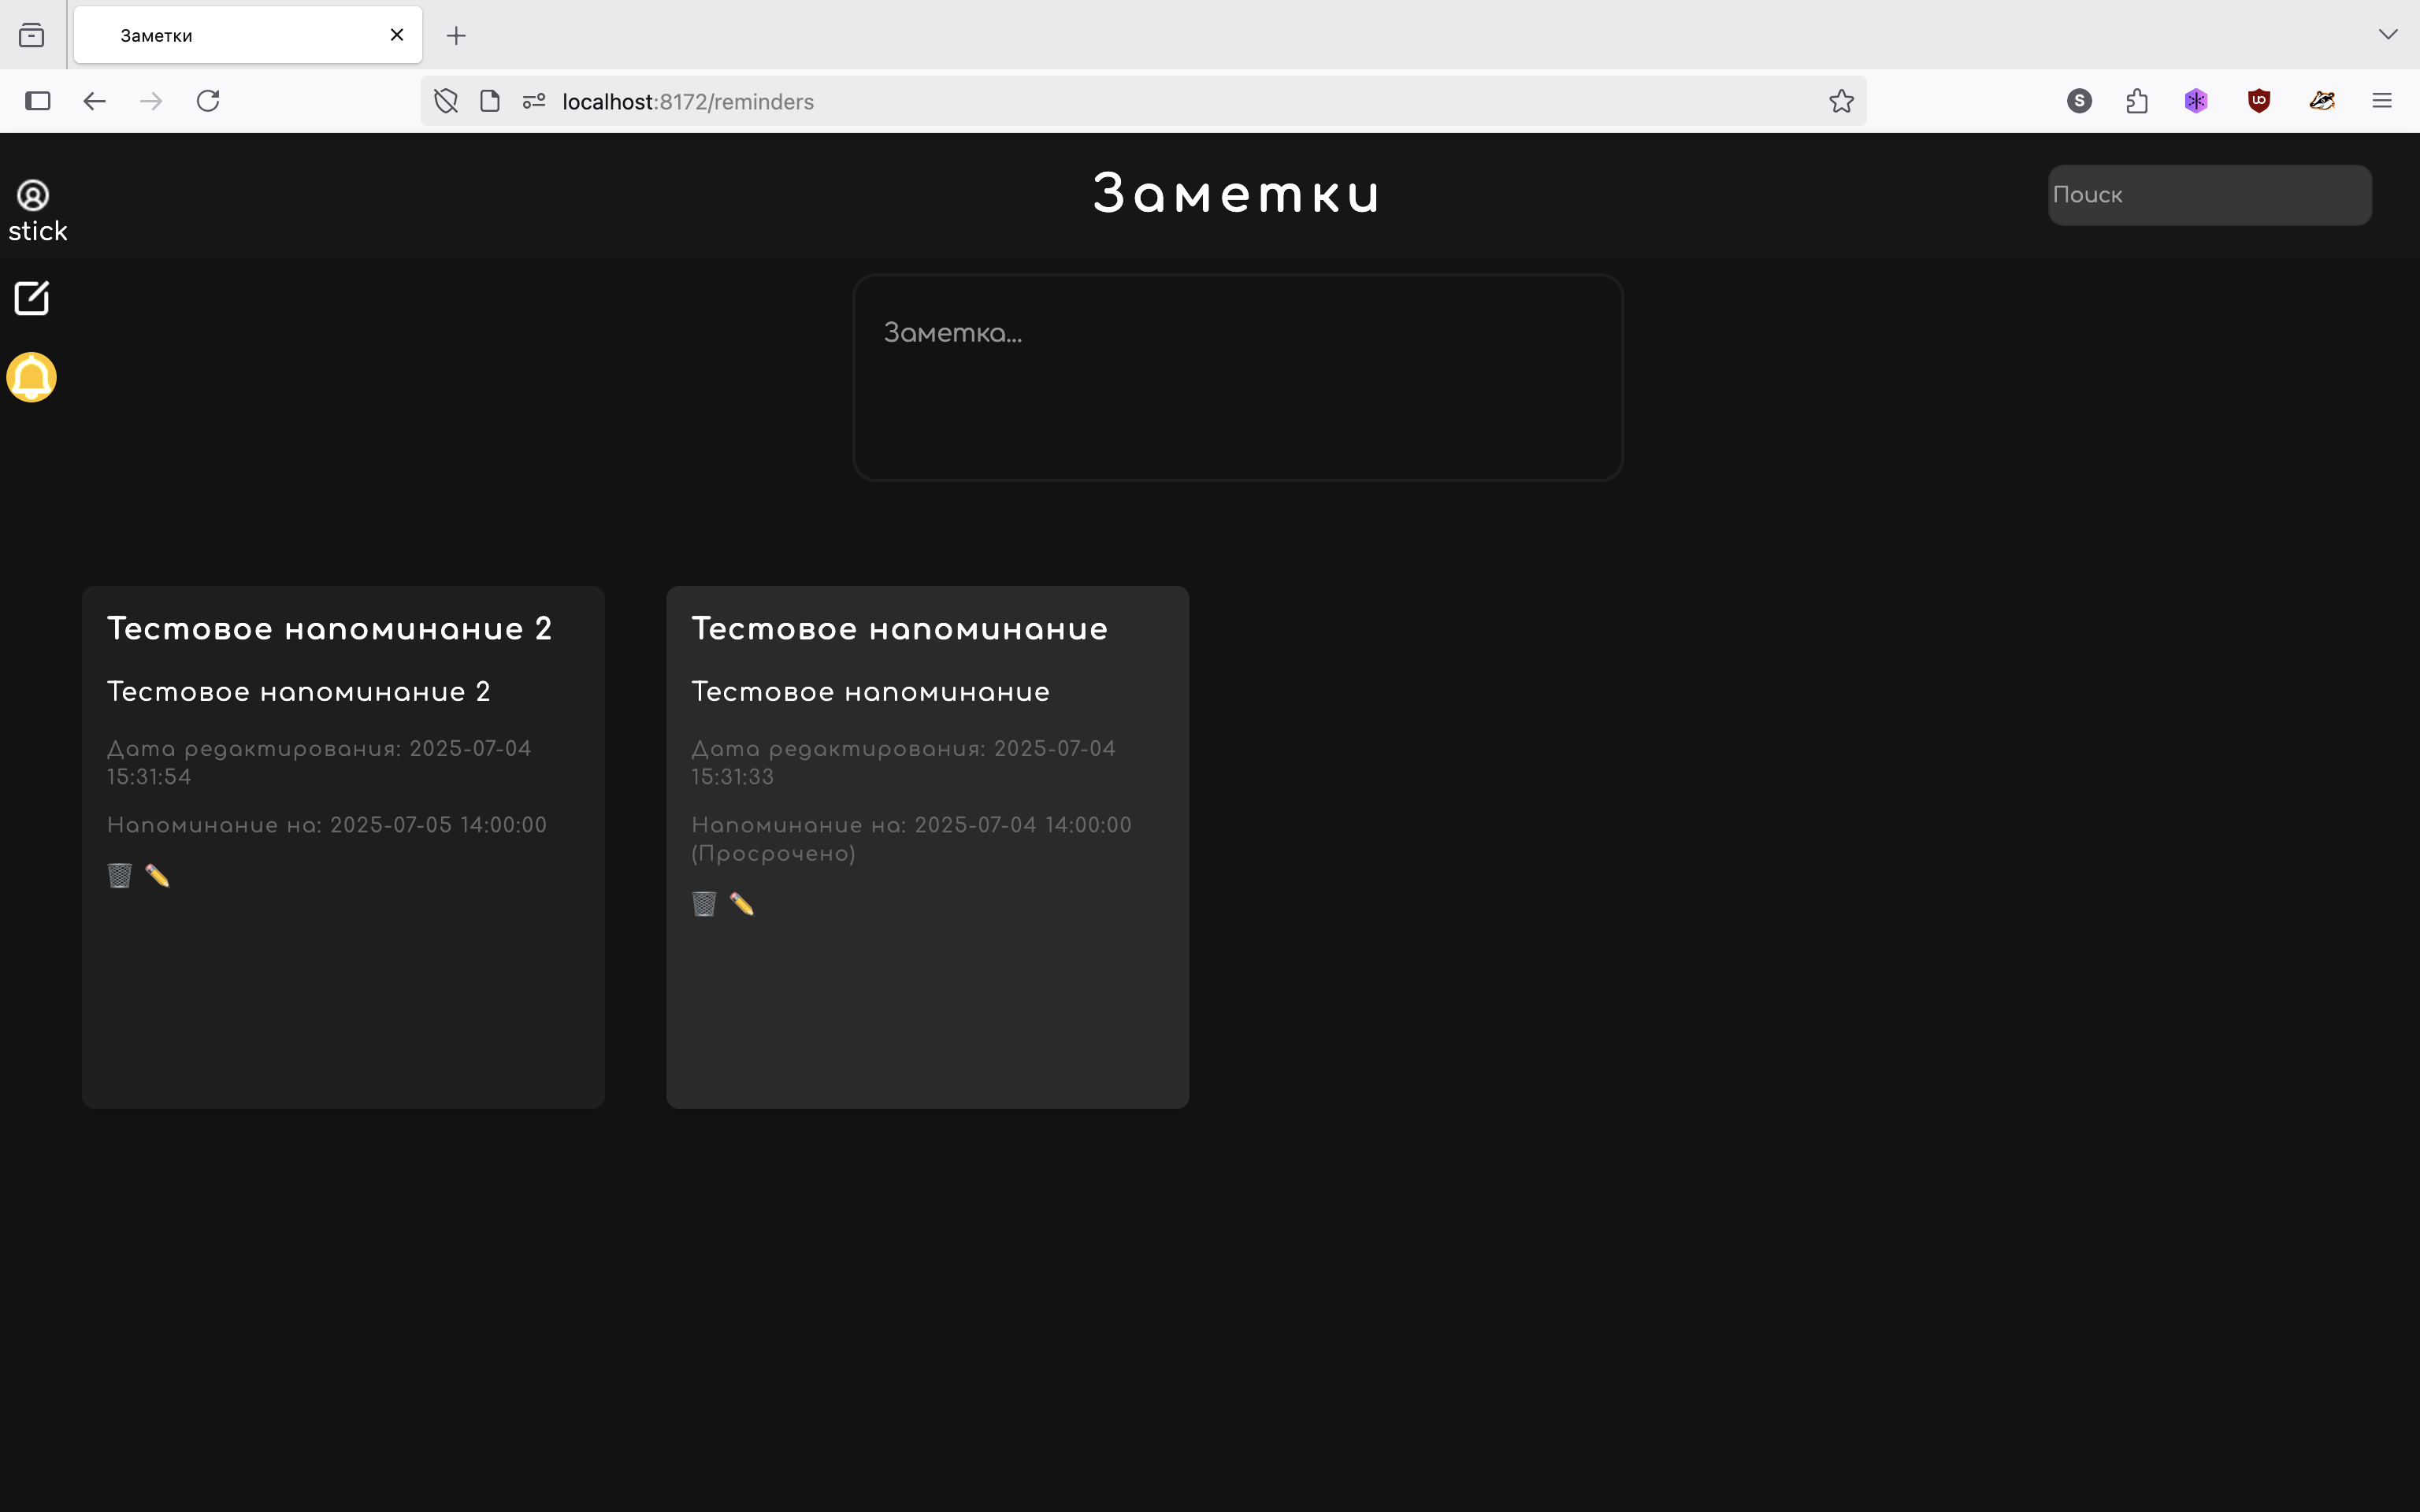 Заметки
localhost:8172/reminders
S
stick
Заметки
Поиск
Заметка...
Тестовое напоминание 2
Тестовое напоминание 2
Дата редактирования: 2025-07-04
15:31:54
Напоминание на: 2025-07-05 14:00:00
Тестовое напоминание
Тестовое напоминание
Дата редактирования: 2025-07-04
15:31:33
Напоминание на: 2025-07-04 14:00:00
(Просрочено)